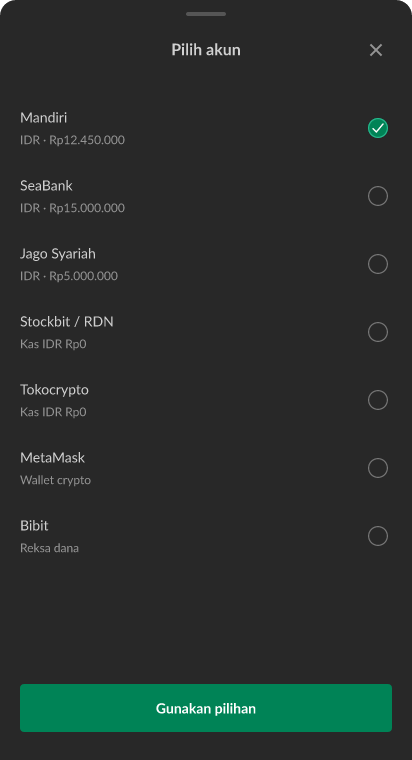 Pilih akun
Mandiri
IDR · Rp12.450.000
SeaBank
IDR · Rp15.000.000
Jago Syariah
IDR · Rp5.000.000
Stockbit / RDN
Kas IDR Rp0
Tokocrypto
Kas IDR Rp0
MetaMask
Wallet crypto
Bibit
Reksa dana
Gunakan pilihan